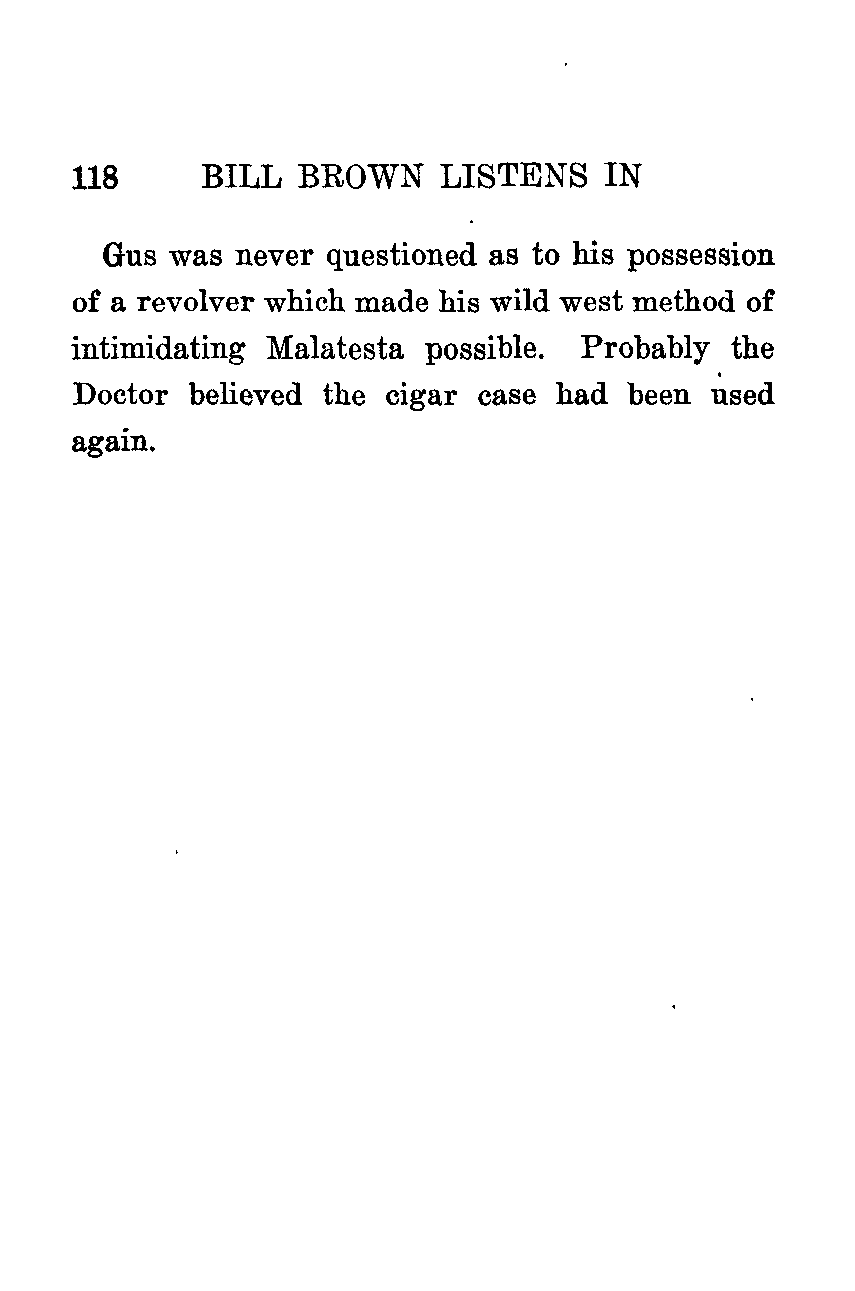 118 BILL BROWN LISTENS IN
Gus was never questioned as to his possession
of a revolver which made his wild west method of
intimidating Malatesta possible. Probably the
Doctor believed the cigar case had been used
again.